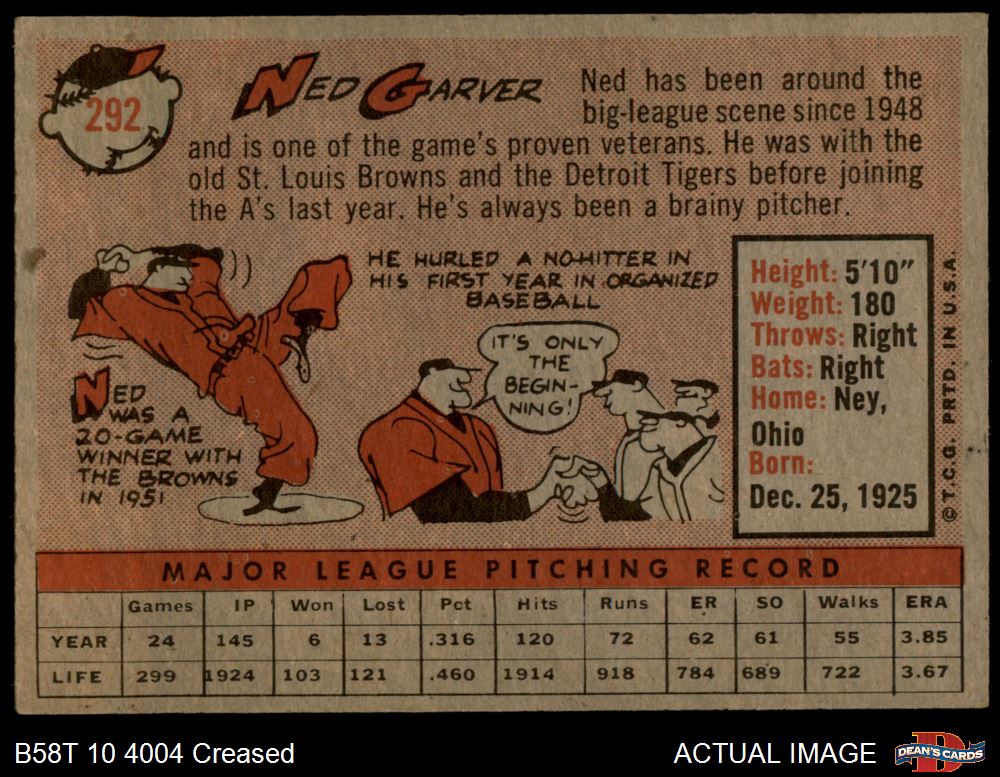 292
NED GARVER
Ned has been around the
big-league scene since 1948
and is one of the game's proven veterans. He was with the
old St. Louis Browns and the Detroit Tigers before joining
the A's last year. He's always been a brainy pitcher.
HE HURLED A NO-HITTER IN
HIS FIRST YEAR IN ORGANIZED
BASEBALL
IT'S ONLY
THE
BEGIN-
NING!
NED
WAS A
20-GAME
WINNER WITH
THE BROWNS
IN 1951
Height: 5'10"
Weight: 180
Throws: Right
Bats: Right
Home: Ney,
Ohio
Born:
Dec. 25, 1925
©T.C.G. PRTD. IN U.S.A.
MAJOR LEAGUE PITCHING RECORD
Games IP Won Lost Pct Hits Runs ER SO Walks ERA
YEAR 24 145 6 13 .316 120 72 62 61 55 3.85
LIFE 299 1924 103 121 .460 1914 918 784 689 722 3.67
B58T 10 4004 Creased
ACTUAL IMAGE
DEAN'S CARDS